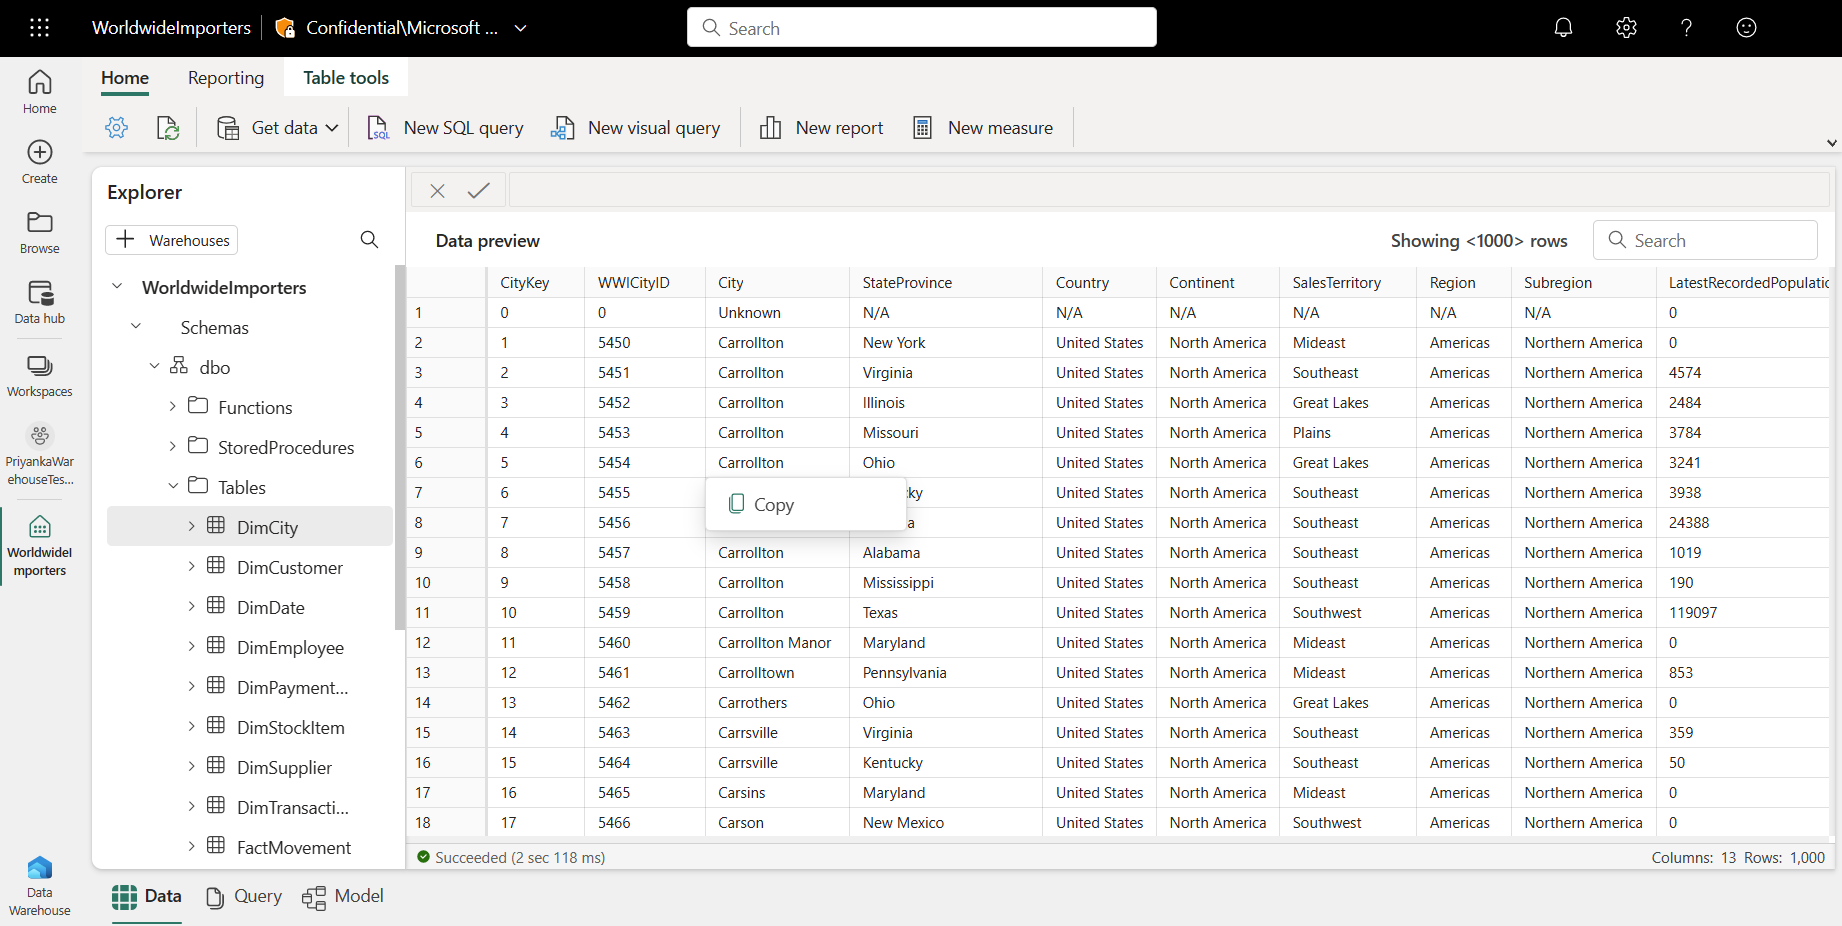 WorldwideImporters Confidential\Microsoft ... Search
Home Reporting Table tools
Get data New SQL query New visual query New report New measure
Home
Create
Browse
Data hub
Workspaces
PriyankaWar
ehouseTes...
WorldwideI
mporters
Data
Warehouse
Explorer
Warehouses
WorldwideImporters
Schemas
dbo
Functions
StoredProcedures
Tables
DimCity
DimCustomer
DimDate
DimEmployee
DimPayment...
DimStockItem
DimSupplier
DimTransacti...
FactMovement
Data preview Showing <1000> rows Search
CityKey WWICityID City StateProvince Country Continent SalesTerritory Region Subregion LatestRecordedPopulatio
1 0 0 Unknown N/A N/A N/A N/A N/A N/A 0
2 1 5450 Carrollton New York United States North America Mideast Americas Northern America 0
3 2 5451 Carrollton Virginia United States North America Southeast Americas Northern America 4574
4 3 5452 Carrollton Illinois United States North America Great Lakes Americas Northern America 2484
5 4 5453 Carrollton Missouri United States North America Plains Americas Northern America 3784
6 5 5454 Carrollton Ohio United States North America Great Lakes Americas Northern America 3241
7 6 5455 ky United States North America Southeast Americas Northern America 3938
Copy
8 7 5456 a United States North America Southeast Americas Northern America 24388
9 8 5457 Carrollton Alabama United States North America Southeast Americas Northern America 1019
10 9 5458 Carrollton Mississippi United States North America Southeast Americas Northern America 190
11 10 5459 Carrollton Texas United States North America Southwest Americas Northern America 119097
12 11 5460 Carrollton Manor Maryland United States North America Mideast Americas Northern America 0
13 12 5461 Carrolltown Pennsylvania United States North America Mideast Americas Northern America 853
14 13 5462 Carrothers Ohio United States North America Great Lakes Americas Northern America 0
15 14 5463 Carrsville Virginia United States North America Southeast Americas Northern America 359
16 15 5464 Carrsville Kentucky United States North America Southeast Americas Northern America 50
17 16 5465 Carsins Maryland United States North America Mideast Americas Northern America 0
18 17 5466 Carson New Mexico United States North America Southwest Americas Northern America 0
Succeeded (2 sec 118 ms) Columns: 13 Rows: 1,000
Data Query Model